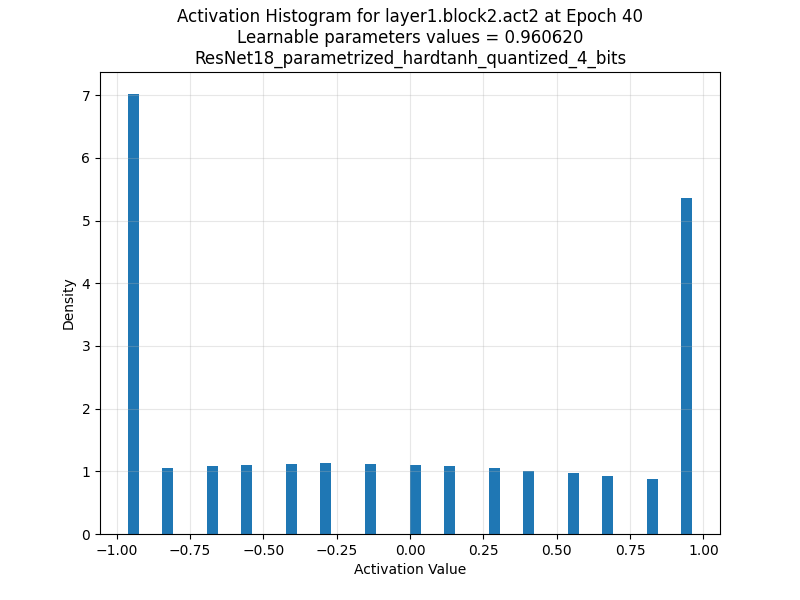 Activation Histogram for layer1.block2.act2 at Epoch 40
Learnable parameters values = 0.960620
ResNet18_parametrized_hardtanh_quantized_4_bits
7
6
5
4
3
2
1
0
Density
−1.00 −0.75 −0.50 −0.25 0.00 0.25 0.50 0.75 1.00
Activation Value